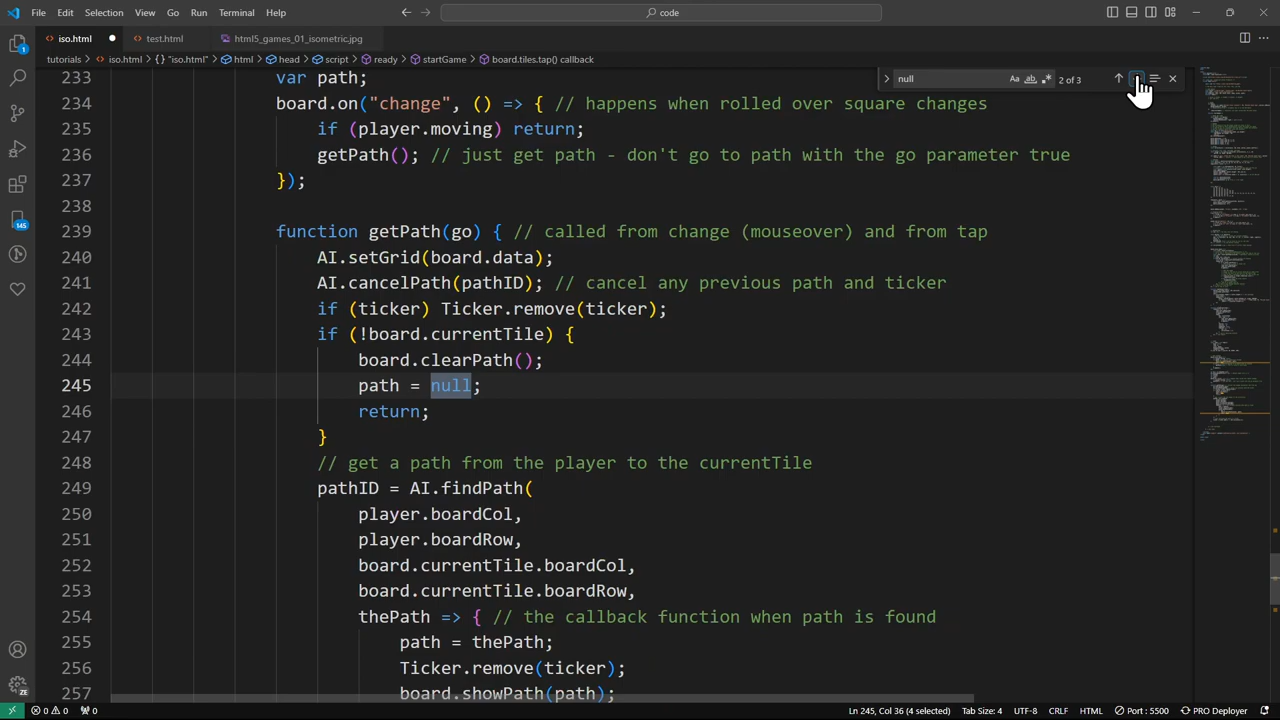 File Edit Selection View Go Run Terminal Help
code
iso.html
test.html
html5_games_01_isometric.jpg
tutorials > iso.html > {} "iso.html" > html > head > script > ready > startGame > board.tiles.tap() callback
null
Aa ab .* 2 of 3
233 var path;
234 board.on("change", () => { // happens when rolled over square changes
235 if (player.moving) return;
236 getPath(); // just get path - don't go to path with the go parameter true
237 });
238
239 function getPath(go) { called from change (mouseover) and from tap
240 AI.setGrid(board.data);
241 AI.cancelPath(pathID); // cancel any previous path and ticker
242 if (ticker) Ticker.remove(ticker);
243 if (!board.currentTile) {
244 board.clearPath();
245 path = null;
246 return;
247 }
248 // get a path from the player to the currentTile
249 pathID = AI.findPath(
250 player.boardCol,
251 player.boardRow,
252 board.currentTile.boardCol,
253 board.currentTile.boardRow,
254 thePath => { // the callback function when path is found
255 path = thePath;
256 Ticker.remove(ticker);
257 board.showPath(path);
1
145
ZE
0 0 0 Ln 245, Col 36 (4 selected) Tab Size: 4 UTF-8 CRLF HTML Port : 5500 PRO Deployer